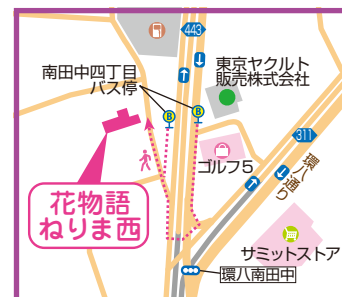 443
南田中四丁目
バス停
東京ヤクルト
販売株式会社
B
B
311
環八通り
ゴルフ5
花物語
ねりま西
サミットストア
環八南田中